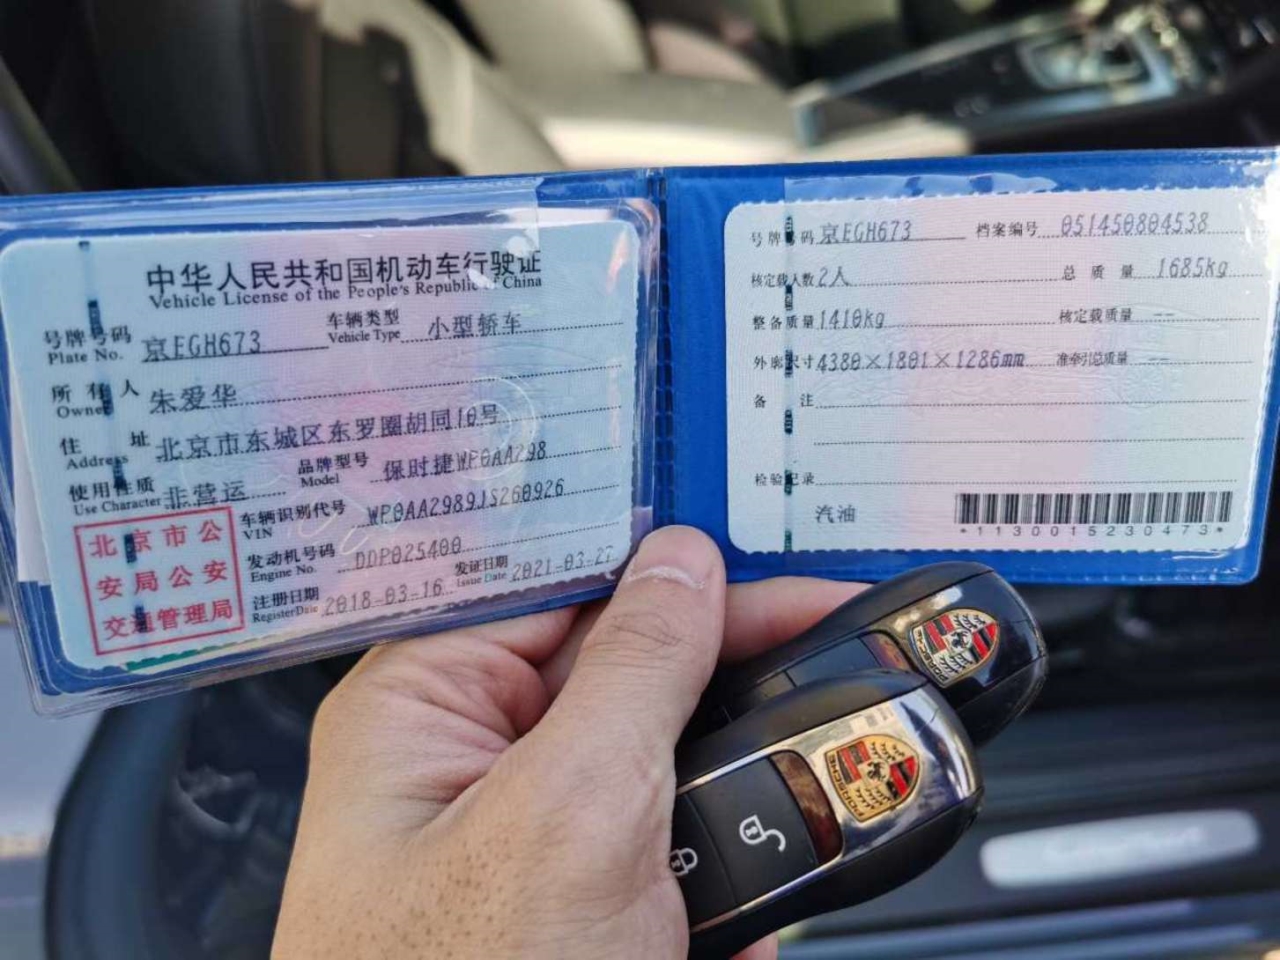 中华人民共和国机动车行驶证
Vehicle License of the People's Republic of China
号牌号码 京EGH673 车辆类型 小型轿车
Plate No. Vehicle Type
所有人 朱爱华
Owner
住址 北京市东城区东罗圈胡同10号
Address
使用性质 非营运 品牌型号 保时捷WP0AA298
Use Character Model
车辆识别代号 WP0AA2989JS260926
VIN
发动机号码 DDP025400
Engine No.
注册日期 2018-03-16 发证日期 2021-03-27
RegisterDate Issue Date
北京市公
安局公安
交通管理局
号牌号码 京EGH673 档案编号 051450804538
核定载人数 2人 总质量 1685kg
整备质量 1410kg 核定载质量 --
外廓尺寸 4380×1801×1286mm 准牵引总质量 --
备注
检验记录
汽油
*1130015230473*
PORSCHE
PORSCHE